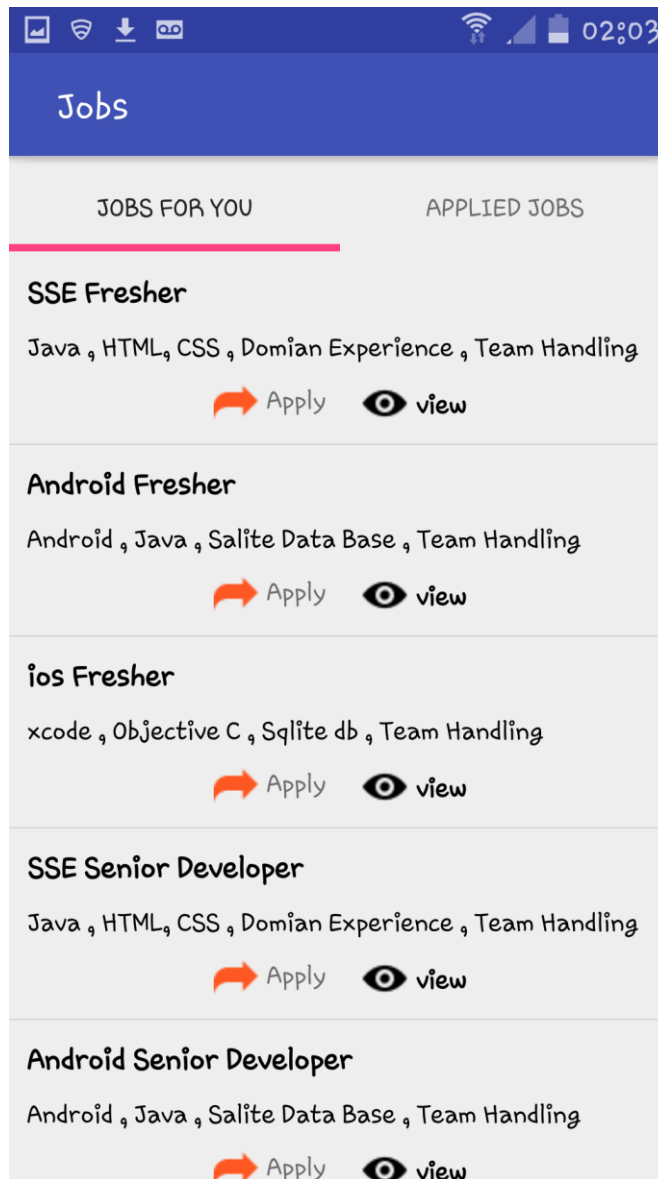 02:03
Jobs
JOBS FOR YOU APPLIED JOBS
SSE Fresher
Java , HTML, CSS , Domian Experience , Team Handling
Apply view
Android Fresher
Android , Java , Salite Data Base , Team Handling
Apply view
ios Fresher
xcode , Objective C , Sqlite db , Team Handling
Apply view
SSE Senior Developer
Java , HTML, CSS , Domian Experience , Team Handling
Apply view
Android Senior Developer
Android , Java , Salite Data Base , Team Handling
Apply view